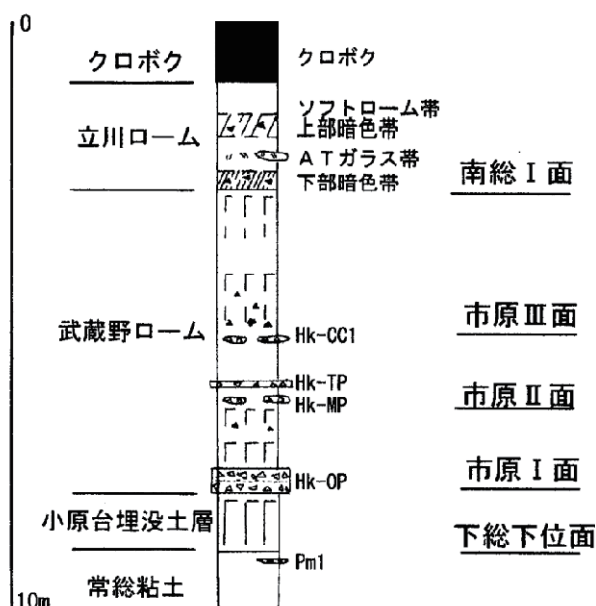 0
クロボク
クロボク
ソフトローム帯
上部暗色帯
立川ローム
ATガラス帯
下部暗色帯
南総Ⅰ面
市原Ⅲ面
武蔵野ローム
Hk-CC1
Hk-TP
Hk-MP
市原Ⅱ面
市原Ⅰ面
Hk-OP
小原台埋没土層
下総下位面
Pm1
常総粘土
10m